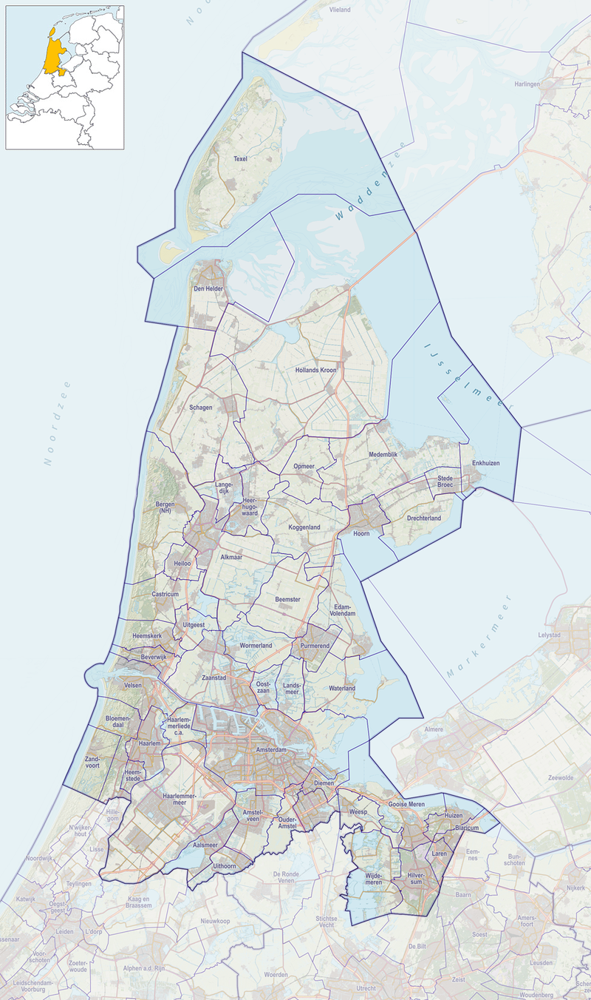 Noordzee
Vlieland
Harlingen
Texel
Waddenzee
Den Helder
Hollands Kroon
IJsselmeer
Noordzee
Schagen
Medemblik
Opmeer
Enkhuizen
Stede
Broec
Lange-
dijk
Heer-
hugo-
waard
Bergen
(NH)
Drechterland
Koggenland
Hoorn
Alkmaar
Heiloo
Castricum
Beemster
Edam-
Volendam
Markermeer
Uitgeest
Heemskerk
Wormerland
Purmerend
Lelystad
Beverwijk
Zaanstad
Velsen
Oost-
zaan
Lands-
meer
Waterland
Bloemen-
daal
Haarlem-
merliede
c.a.
Almere
Haarlem
Amsterdam
Zand-
voort
Heem-
stede
Diemen
Zeewolde
Haarlemmer-
meer
Gooise Meren
Hille-
gom
Amstel-
veen
Ouder-
Amstel
Weesp
Huizen
Blaricum
N'wijker-
hout
Lisse
Aalsmeer
Laren
Eem-
nes
Bun-
schoten
Noordwijk
Uithoorn
De Ronde
Venen
Wijde-
meren
Hilver-
sum
Teylingen
Nijkerk
Katwijk
Oegst-
geest
Kaag en
Braassem
Baarn
Stichtse
Vecht
Nieuwkoop
Amers-
foort
Leiden
L'dorp
Soest
ssenaar
Voor-
schoten
Zoeter-
woude
De Bilt
Leusden
Alphen a.d. Rijn
Woerden
Zeist
Leidschendam-
Voorburg
Utrecht
Woudenberg